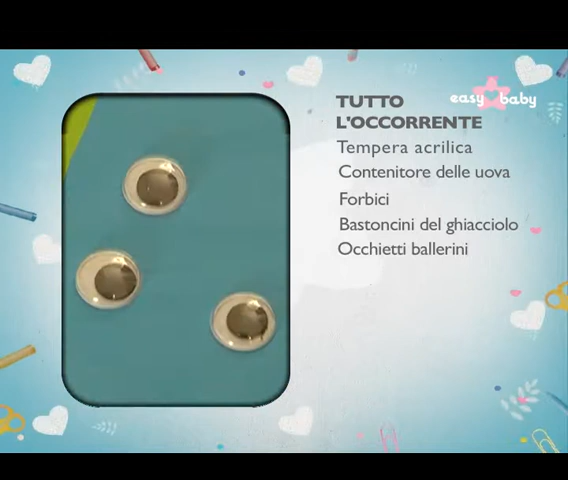 TUTTO
L'OCCORRENTE
easy baby
Tempera acrilica
Contenitore delle uova
Forbici
Bastoncini del ghiacciolo
Occhietti ballerini